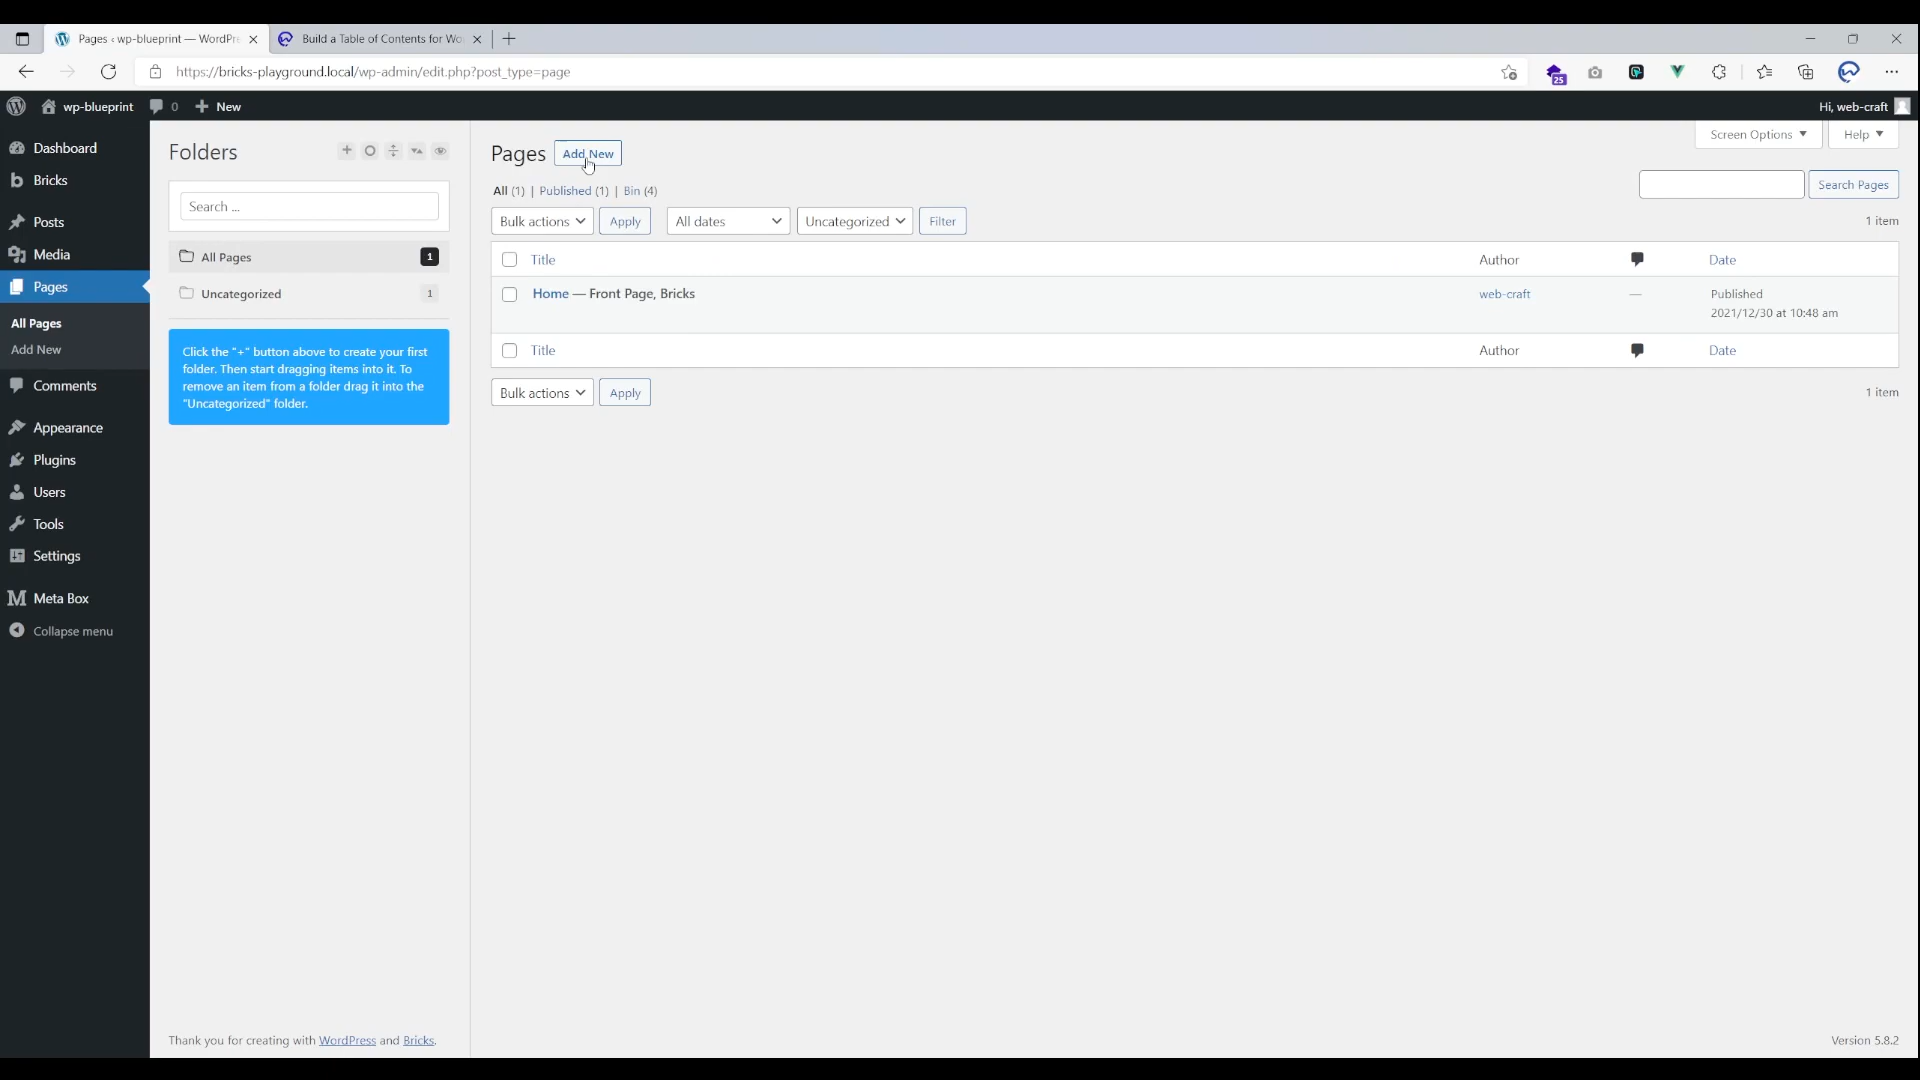 Pages ‹ wp-blueprint — WordPre
Build a Table of Contents for Wo
https://bricks-playground.local/wp-admin/edit.php?post_type=page
25
wp-blueprint
0
New
Hi, web-craft
Dashboard
Bricks
Posts
Media
Pages
All Pages
Add New
Comments
Appearance
Plugins
Users
Tools
Settings
Meta Box
Collapse menu
Folders
Search ...
All Pages
1
Uncategorized
1
Click the "+" button above to create your first
folder. Then start dragging items into it. To
remove an item from a folder drag it into the
"Uncategorized" folder.
Pages
Add New
Screen Options
Help
All (1) | Published (1) | Bin (4)
Search Pages
Bulk actions
Apply
All dates
Uncategorized
Filter
1 item
Title
Author
Date
Home — Front Page, Bricks
web-craft
—
Published
2021/12/30 at 10:48 am
Title
Author
Date
Bulk actions
Apply
1 item
Thank you for creating with WordPress and Bricks.
Version 5.8.2